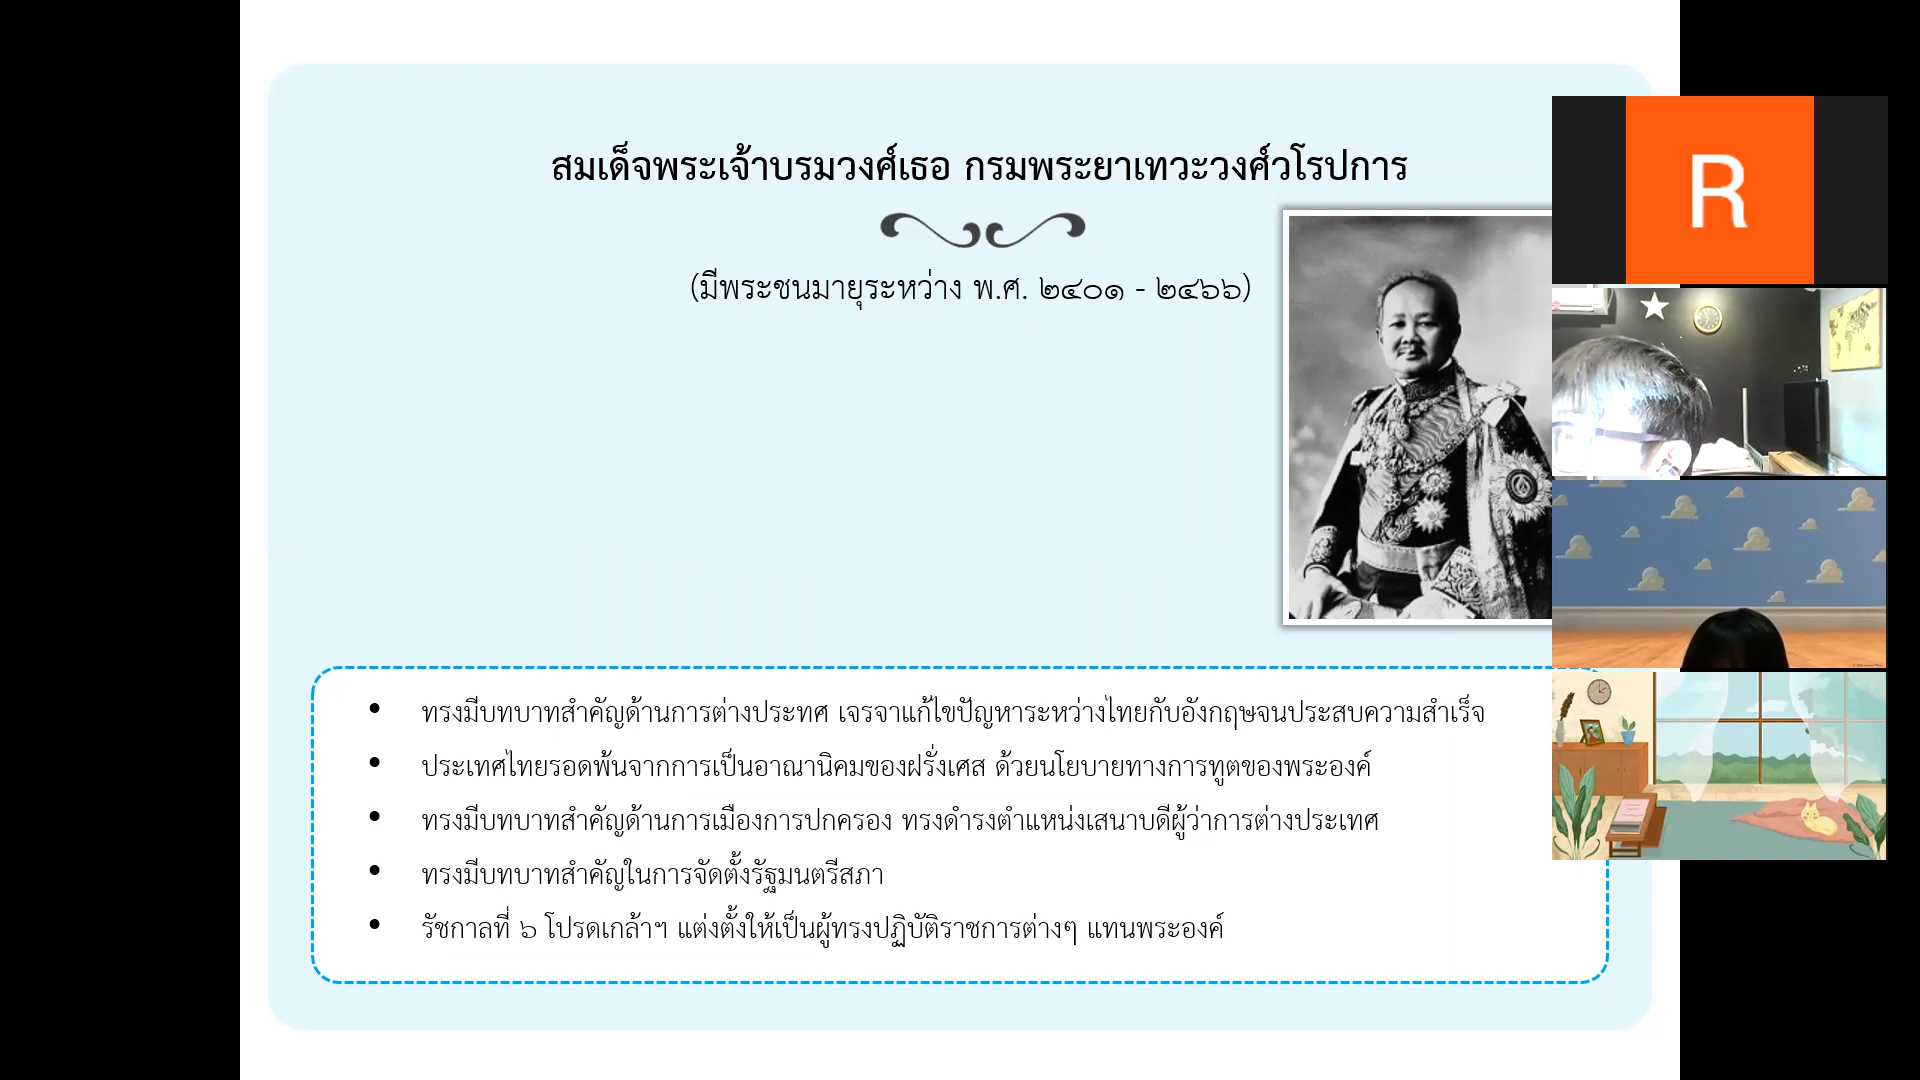 สมเด็จพระเจ้าบรมวงศ์เธอ กรมพระยาเทวะวงศ์วโรปการ
(มีพระชนมายุระหว่าง พ.ศ. ๒๔๐๑ - ๒๔๖๖)
R
• ทรงมีบทบาทสำคัญด้านการต่างประทศ เจรจาแก้ไขปัญหาระหว่างไทยกับอังกฤษจนประสบความสำเร็จ
• ประเทศไทยรอดพ้นจากการเป็นอาณานิคมของฝรั่งเศส ด้วยนโยบายทางการทูตของพระองค์
• ทรงมีบทบาทสำคัญด้านการเมืองการปกครอง ทรงดำรงตำแหน่งเสนาบดีผู้ว่าการต่างประเทศ
• ทรงมีบทบาทสำคัญในการจัดตั้งรัฐมนตรีสภา
• รัชกาลที่ ๖ โปรดเกล้าฯ แต่งตั้งให้เป็นผู้ทรงปฏิบัติราชการต่างๆ แทนพระองค์